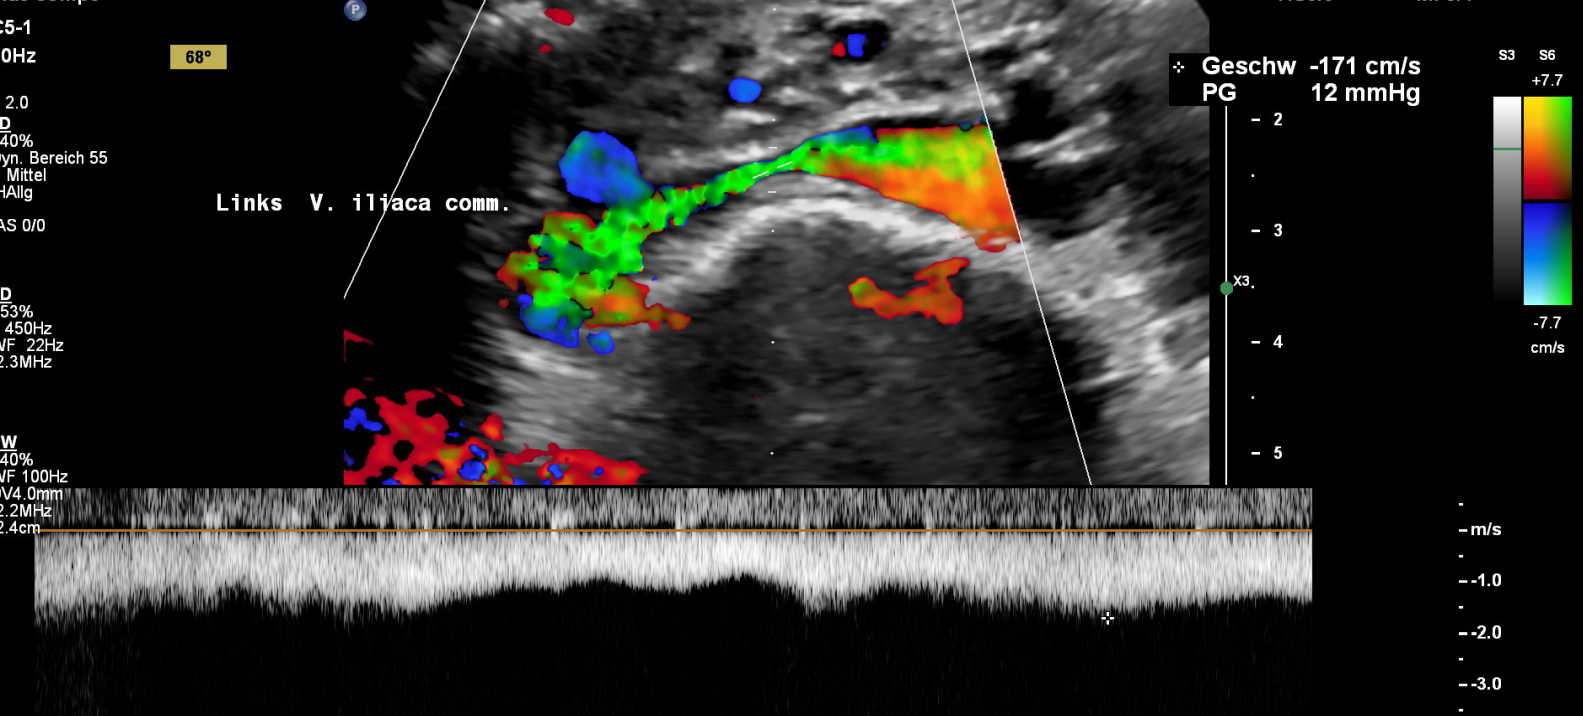 C5-1
0Hz
68°
2.0
D
40%
yn. Bereich 55
Mittel
HAllg
AS 0/0
D
53%
450Hz
WF 22Hz
2.3MHz
W
40%
WF 100Hz
V4.0mm
2.2MHz
2.4cm
P
Links V. iliaca comm.
Geschw -171 cm/s
PG 12 mmHg
S3 S6
+7.7
-7.7
cm/s
2
3
X3
4
5
m/s
-1.0
-2.0
-3.0